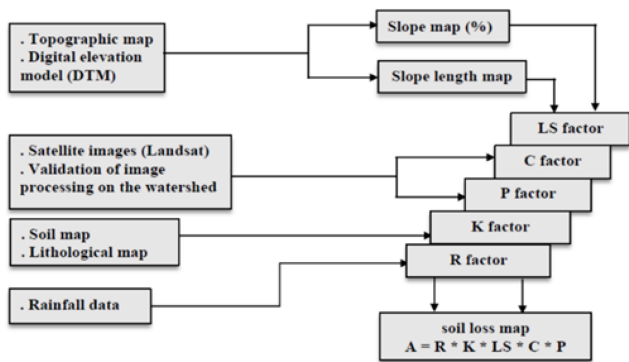 . Topographic map
. Digital elevation
model (DTM)
Slope map (%)
Slope length map
LS factor
. Satellite images (Landsat)
. Validation of image
processing on the watershed
C factor
P factor
. Soil map
. Lithological map
K factor
R factor
. Rainfall data
soil loss map
A = R * K * LS * C * P